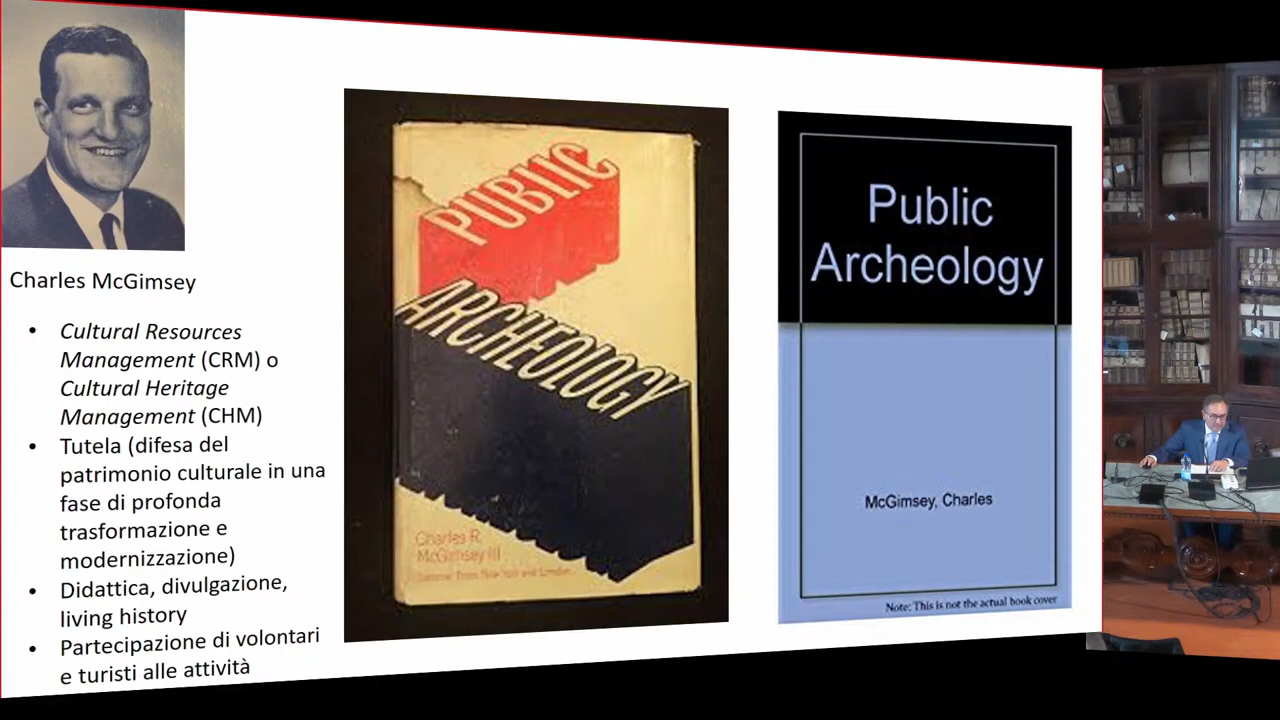 Charles McGimsey
• Cultural Resources
Management (CRM) o
Cultural Heritage
Management (CHM)
• Tutela (difesa del
patrimonio culturale in una
fase di profonda
trasformazione e
modernizzazione)
• Didattica, divulgazione,
living history
• Partecipazione di volontari
e turisti alle attività
PUBLIC
ARCHEOLOGY
Charles R.
McGimsey III
Public
Archeology
McGimsey, Charles
Note: This is not the actual book cover